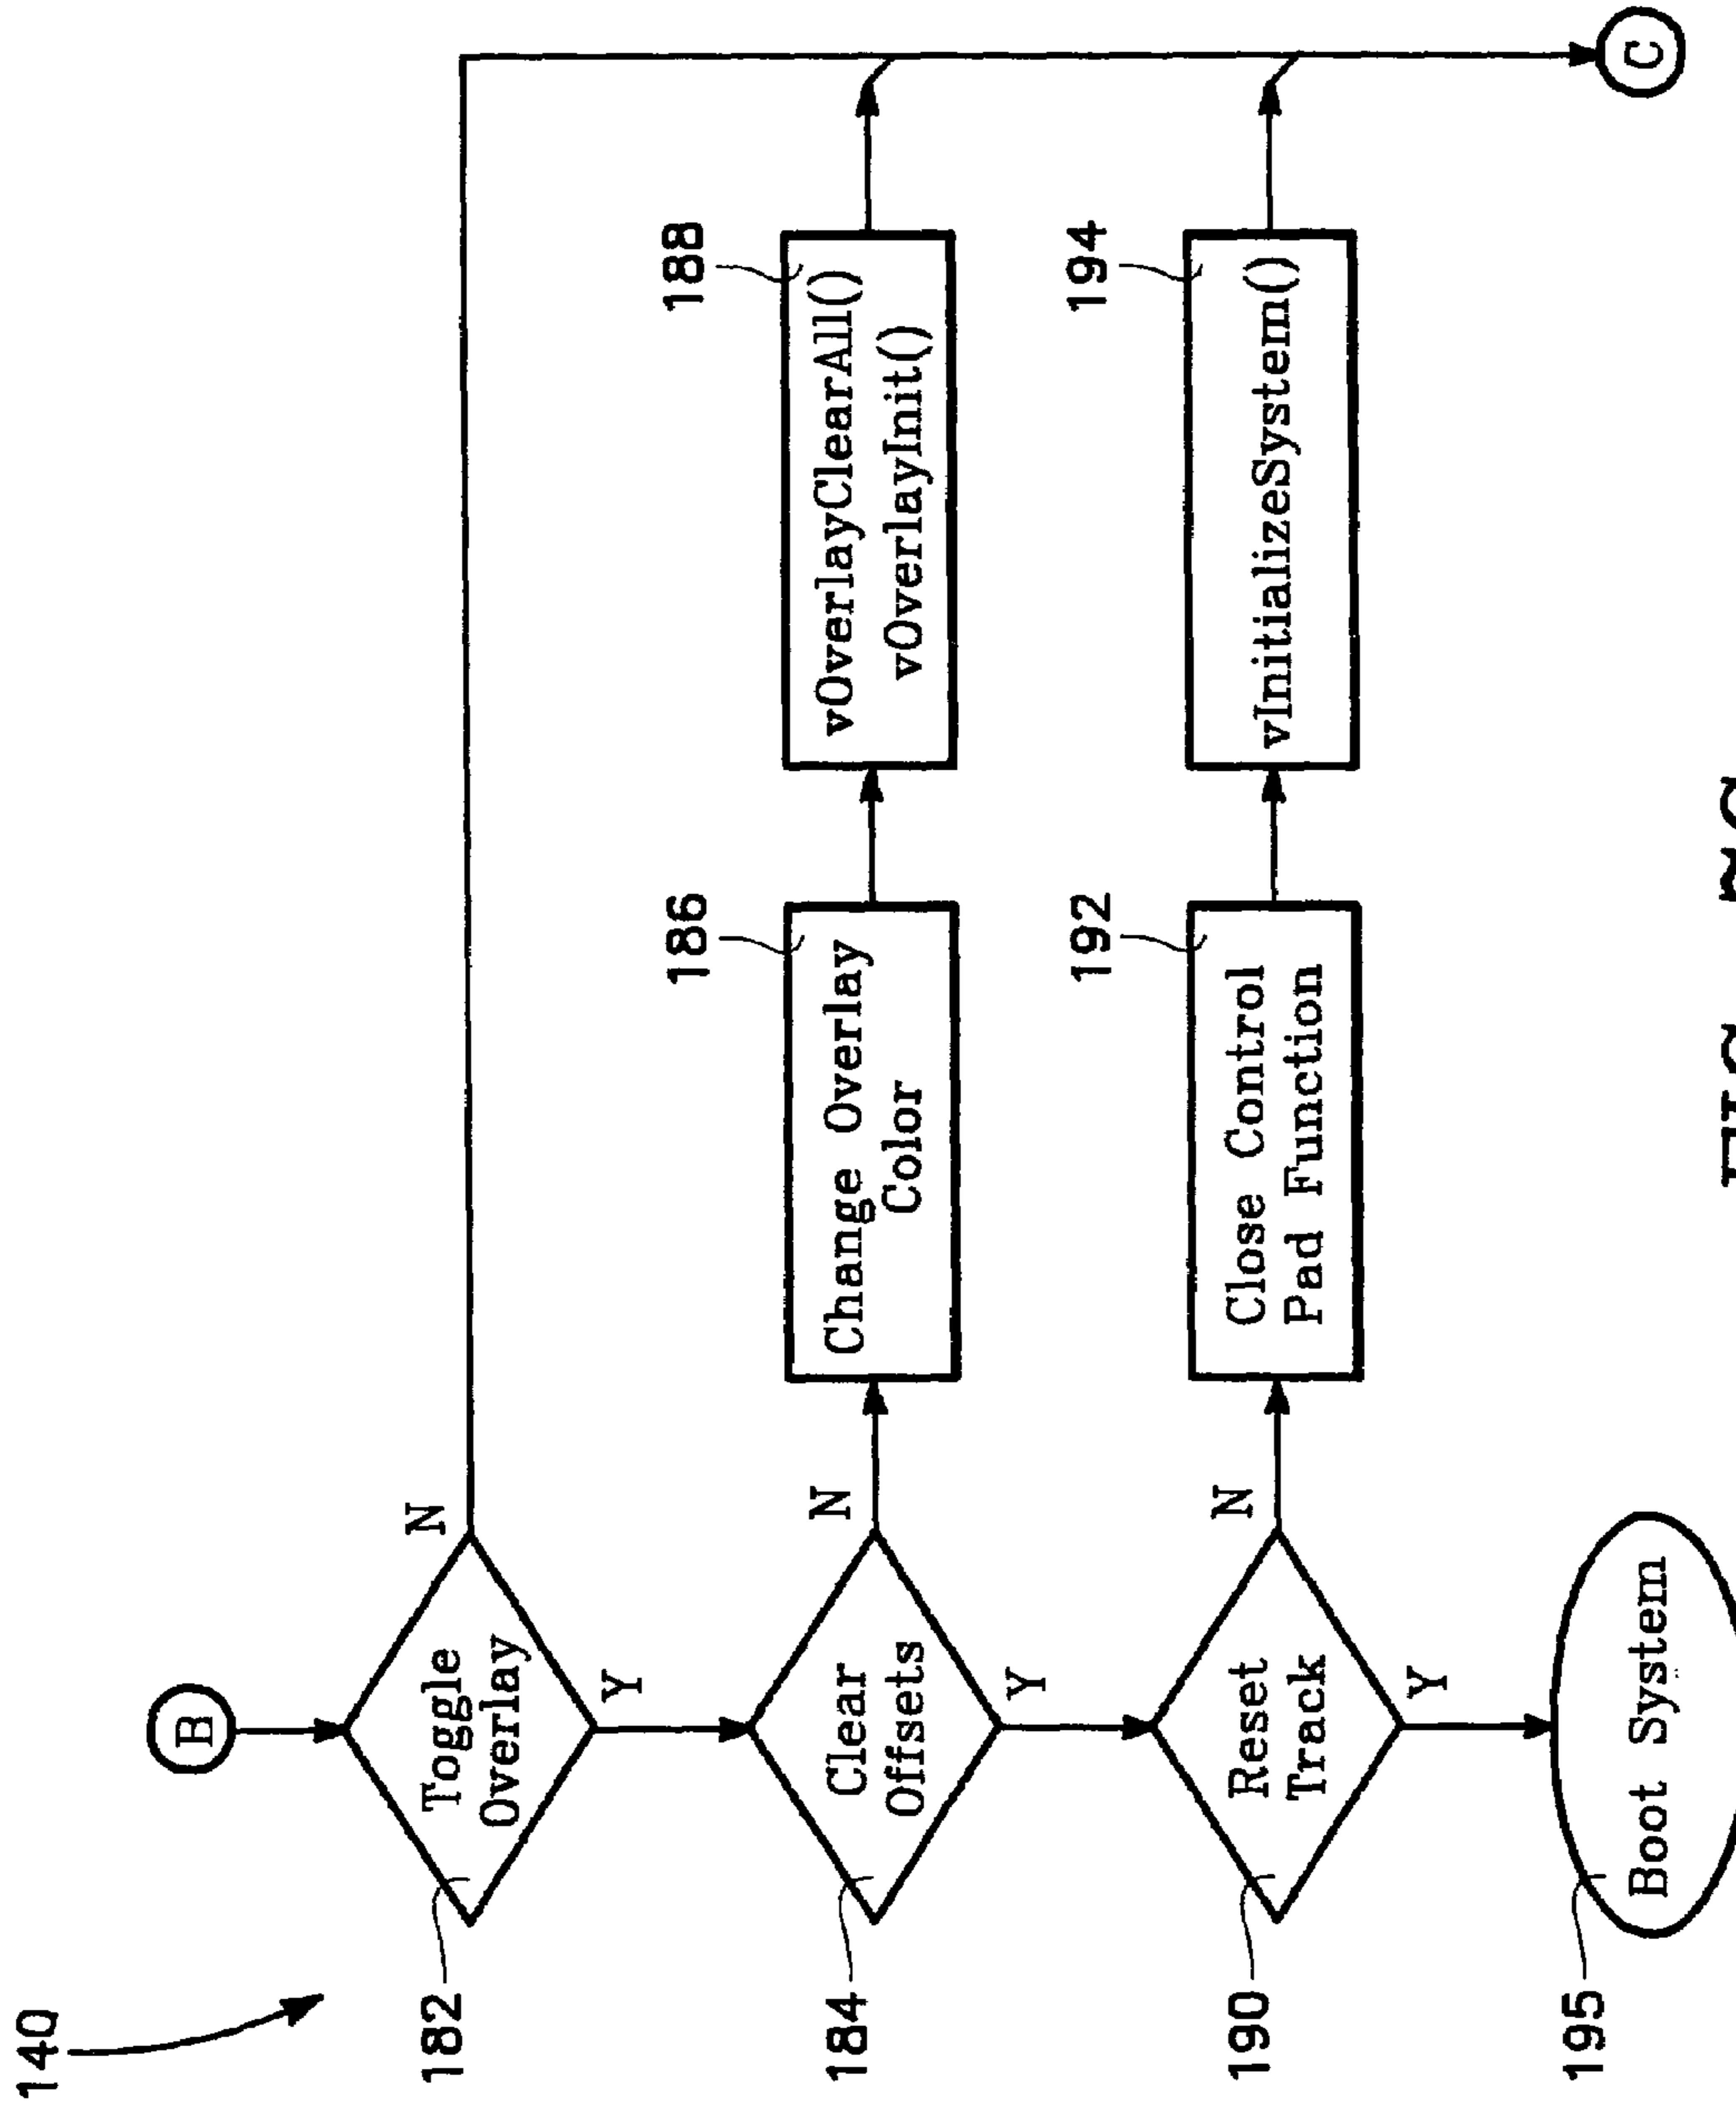 140
B
182
Toggle
Overlay
N
Y
184
Clear
Offsets
N
Y
186
Change Overlay
Color
188
vOverlayClearAll()
vOverlayInit()
190
Reset
Track
N
Y
192
Close Control
Pad Function
194
vInitializeSystem()
195
Boot System
C